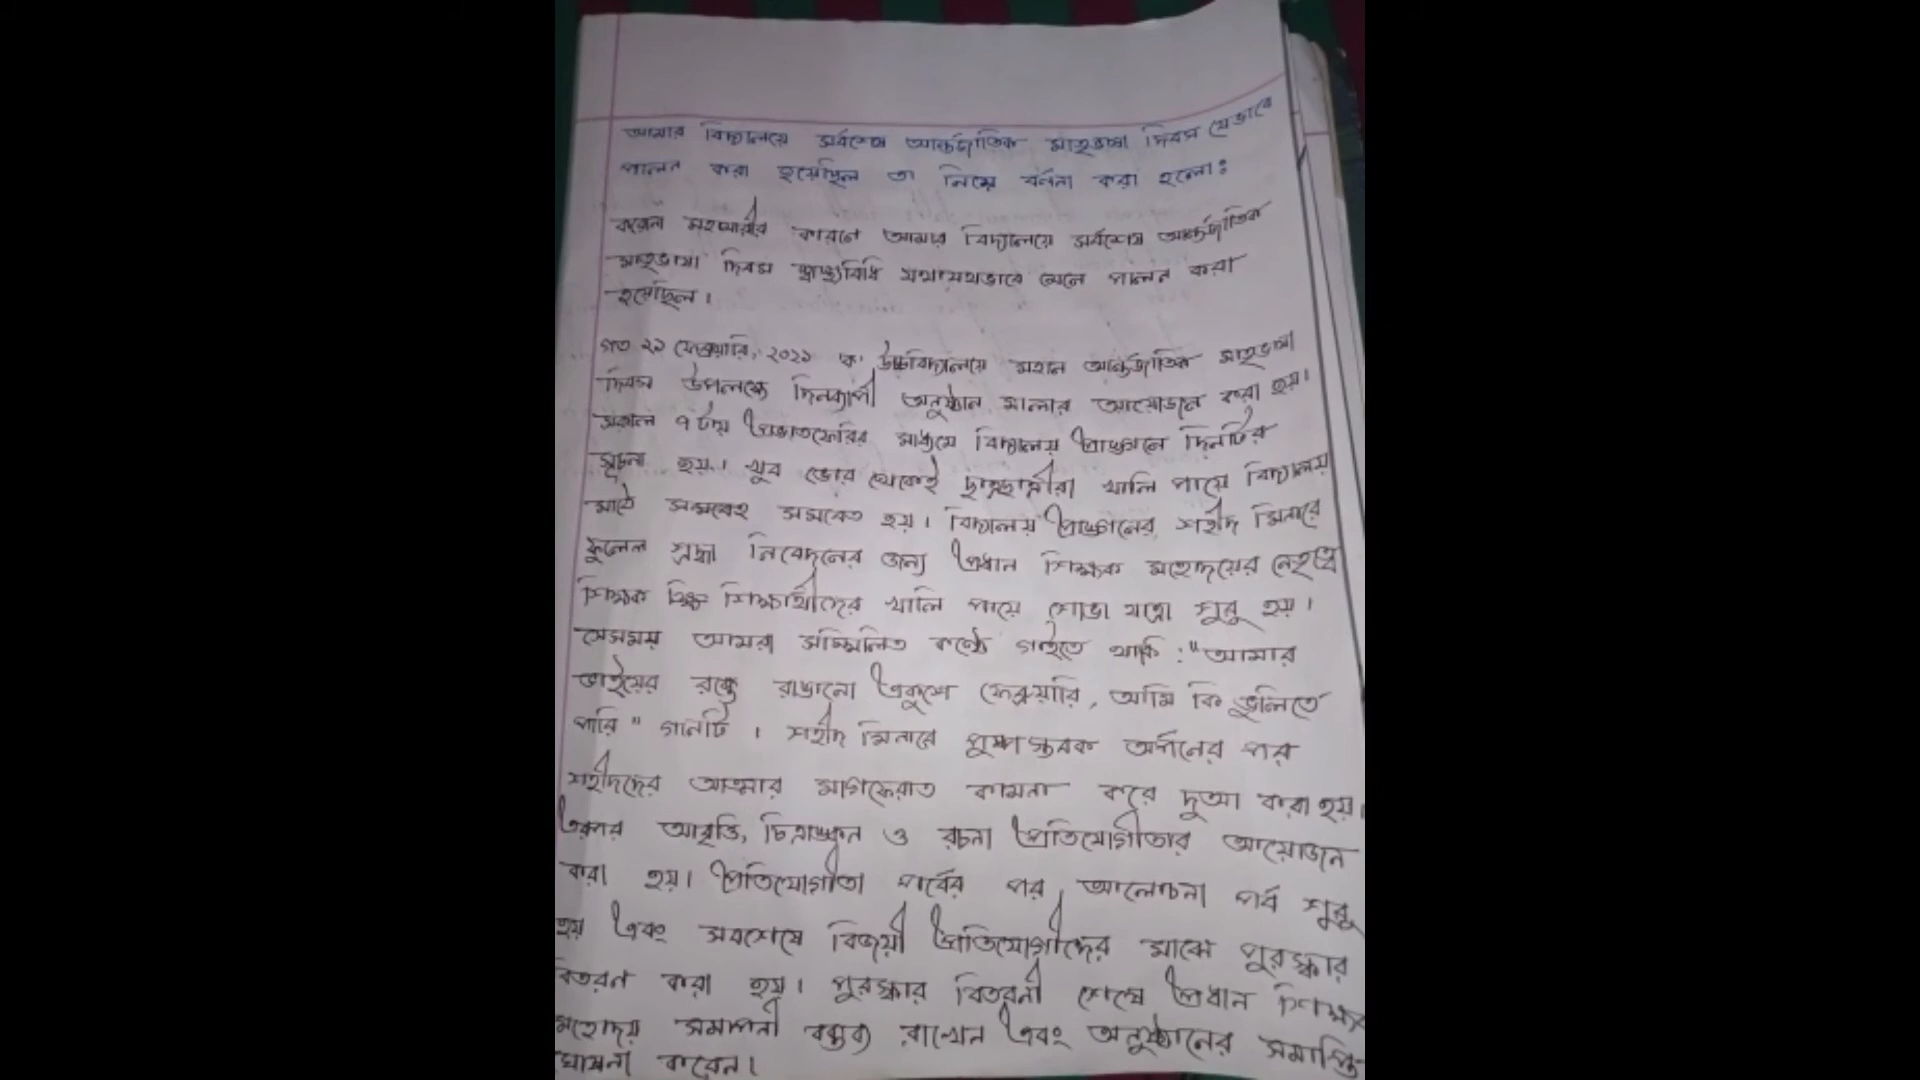 আমার বিদ্যালয়ে সর্বশেষ আন্তর্জাতিক মাতৃভাষা দিবস যেভাবে
পালন করা হয়েছিল তা নিম্নে বর্ণনা করা হলো:
করোনা মহামারীর কারণে আমার বিদ্যালয়ে সর্বশেষ আন্তর্জাতিক
মাতৃভাষা দিবস স্বাস্থ্যবিধি যথাযথভাবে মেনে পালন করা
হয়েছিল।
গত ২১ ফেব্রুয়ারি, ২০২১ 'ক' উচ্চবিদ্যালয়ে মহান আন্তর্জাতিক মাতৃভাষা
দিবস উপলক্ষে দিনব্যাপী অনুষ্ঠান মালার আয়োজন করা হয়।
সকাল ৭টায় প্রভাতফেরির মাধ্যমে বিদ্যালয় প্রাঙ্গনে দিনটির
সূচনা হয়। খুব ভোর থেকেই ছাত্রছাত্রীরা খালি পায়ে বিদ্যালয়
মাঠে সমবেত হয়। বিদ্যালয় প্রাঙ্গনের শহীদ মিনারে
ফুলেল শ্রদ্ধা নিবেদনের জন্য প্রধান শিক্ষক মহোদয়ের নেতৃত্বে
শিক্ষক শিক্ষার্থীদের খালি পায়ে শোভা যাত্রা শুরু হয়।
সেসময় আমরা সম্মিলিত কণ্ঠে গাইতে থাকি : "আমার
ভাইয়ের রক্তে রাঙানো একুশে ফেব্রুয়ারি, আমি কি ভুলিতে
পারি" গানটি। শহীদ মিনারে পুষ্পস্তবক অর্পনের পর
শহীদদের আত্মার মাগফেরাত কামনা করে দুআ করা হয়।
এরপর আবৃত্তি, চিত্রাঙ্কন ও রচনা প্রতিযোগীতার আয়োজন
করা হয়। প্রতিযোগীতা পর্বের পর আলোচনা পর্ব শুরু
হয় এবং সবশেষে বিজয়ী প্রতিযোগীদের মাঝে পুরস্কার
বিতরণ করা হয়। পুরস্কার বিতরনী শেষে প্রধান শিক্ষক
মহোদয় সমাপনী বক্তব্য রাখেন এবং অনুষ্ঠানের সমাপ্তি
ঘোষনা করেন।